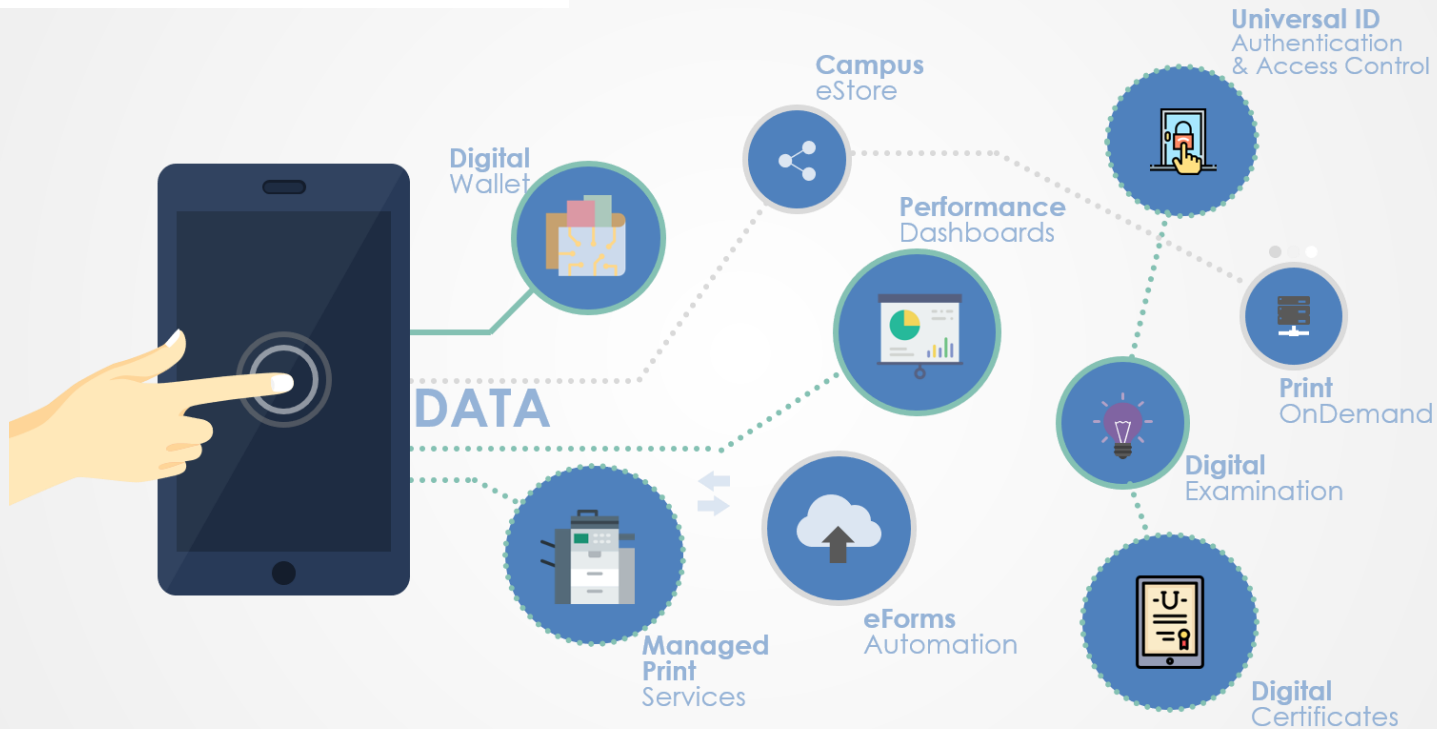 Universal ID
Authentication
& Access Control
Campus
eStore
Digital
Wallet
Performance
Dashboards
DATA
Print
OnDemand
Digital
Examination
eForms
Automation
Managed
Print
Services
Digital
Certificates
-U-